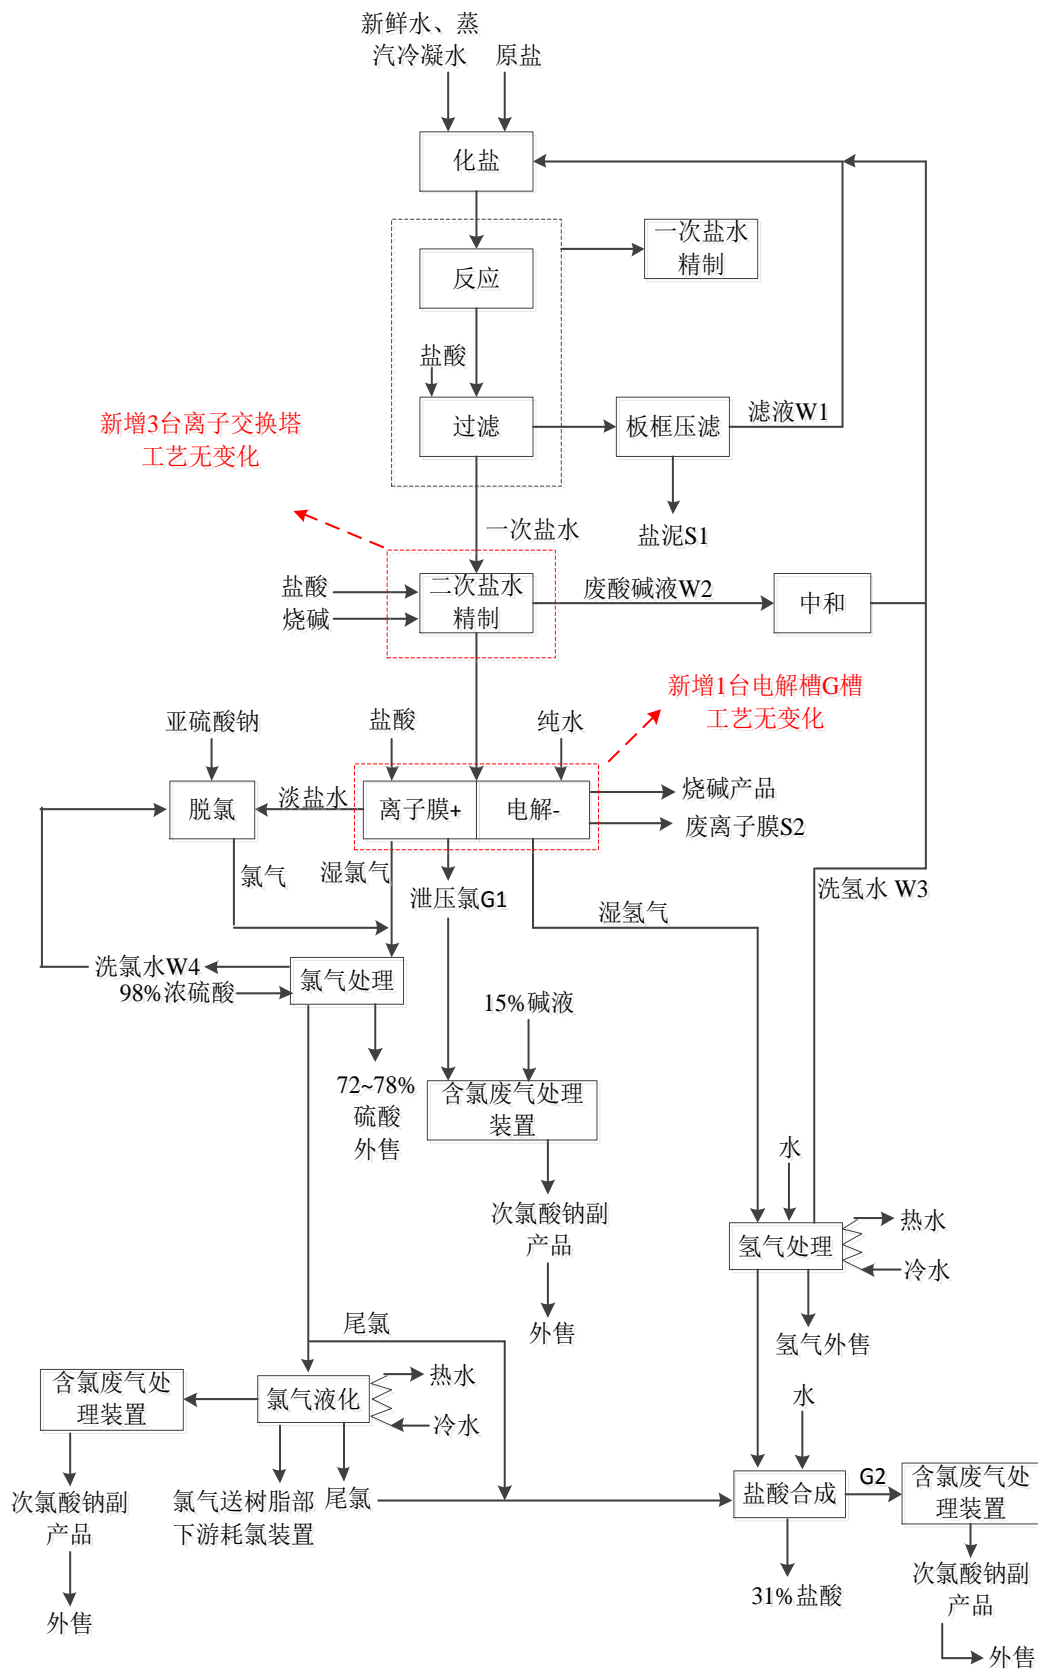 新鲜水、蒸
汽冷凝水
原盐
化盐
一次盐水
精制
反应
盐酸
过滤
板框压滤
滤液W1
新增3台离子交换塔
工艺无变化
一次盐水
盐泥S1
盐酸
烧碱
二次盐水
精制
废酸碱液W2
中和
新增1台电解槽G槽
工艺无变化
亚硫酸钠
盐酸
纯水
脱氯
淡盐水
离子膜+
电解-
烧碱产品
废离子膜S2
氯气
湿氯气
泄压氯G1
湿氢气
洗氢水 W3
洗氯水W4
98%浓硫酸
氯气处理
15%碱液
72~78%
硫酸
外售
含氯废气处理
装置
水
次氯酸钠副
产品
氢气处理
热水
冷水
外售
氢气外售
尾氯
含氯废气处
理装置
氯气液化
热水
冷水
水
次氯酸钠副
产品
氯气送树脂部
下游耗氯装置
尾氯
盐酸合成
G2
含氯废气处
理装置
外售
31%盐酸
次氯酸钠副
产品
外售